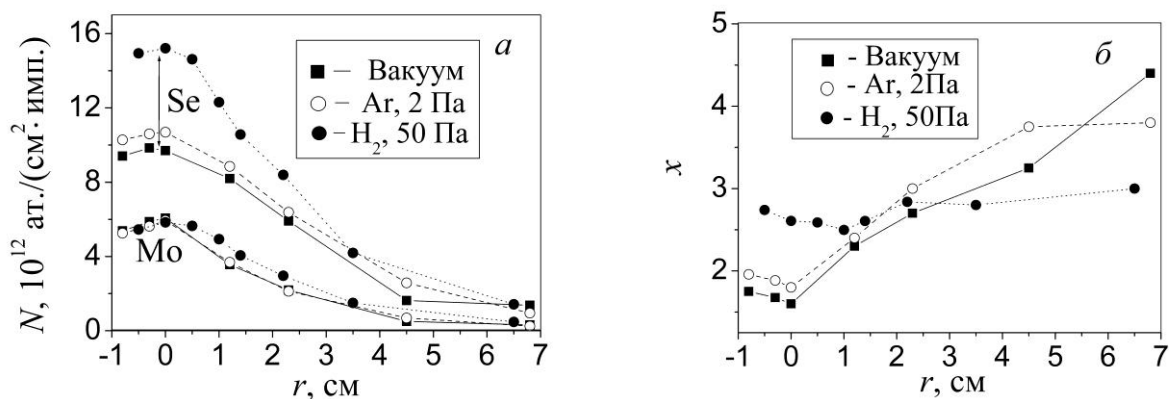 N, 10¹² ат./(см²· имп.)
16
12
8
4
0
а
– Вакуум
– Ar, 2 Па
– H₂, 50 Па
Se
Mo
-1 0 1 2 3 4 5 6 7
r, см
x
5
4
3
2
б
- Вакуум
- Ar, 2Па
- H₂, 50Па
-1 0 1 2 3 4 5 6 7
r, см